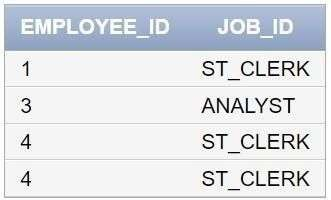 EMPLOYEE_ID JOB_ID
1 ST_CLERK
3 ANALYST
4 ST_CLERK
4 ST_CLERK